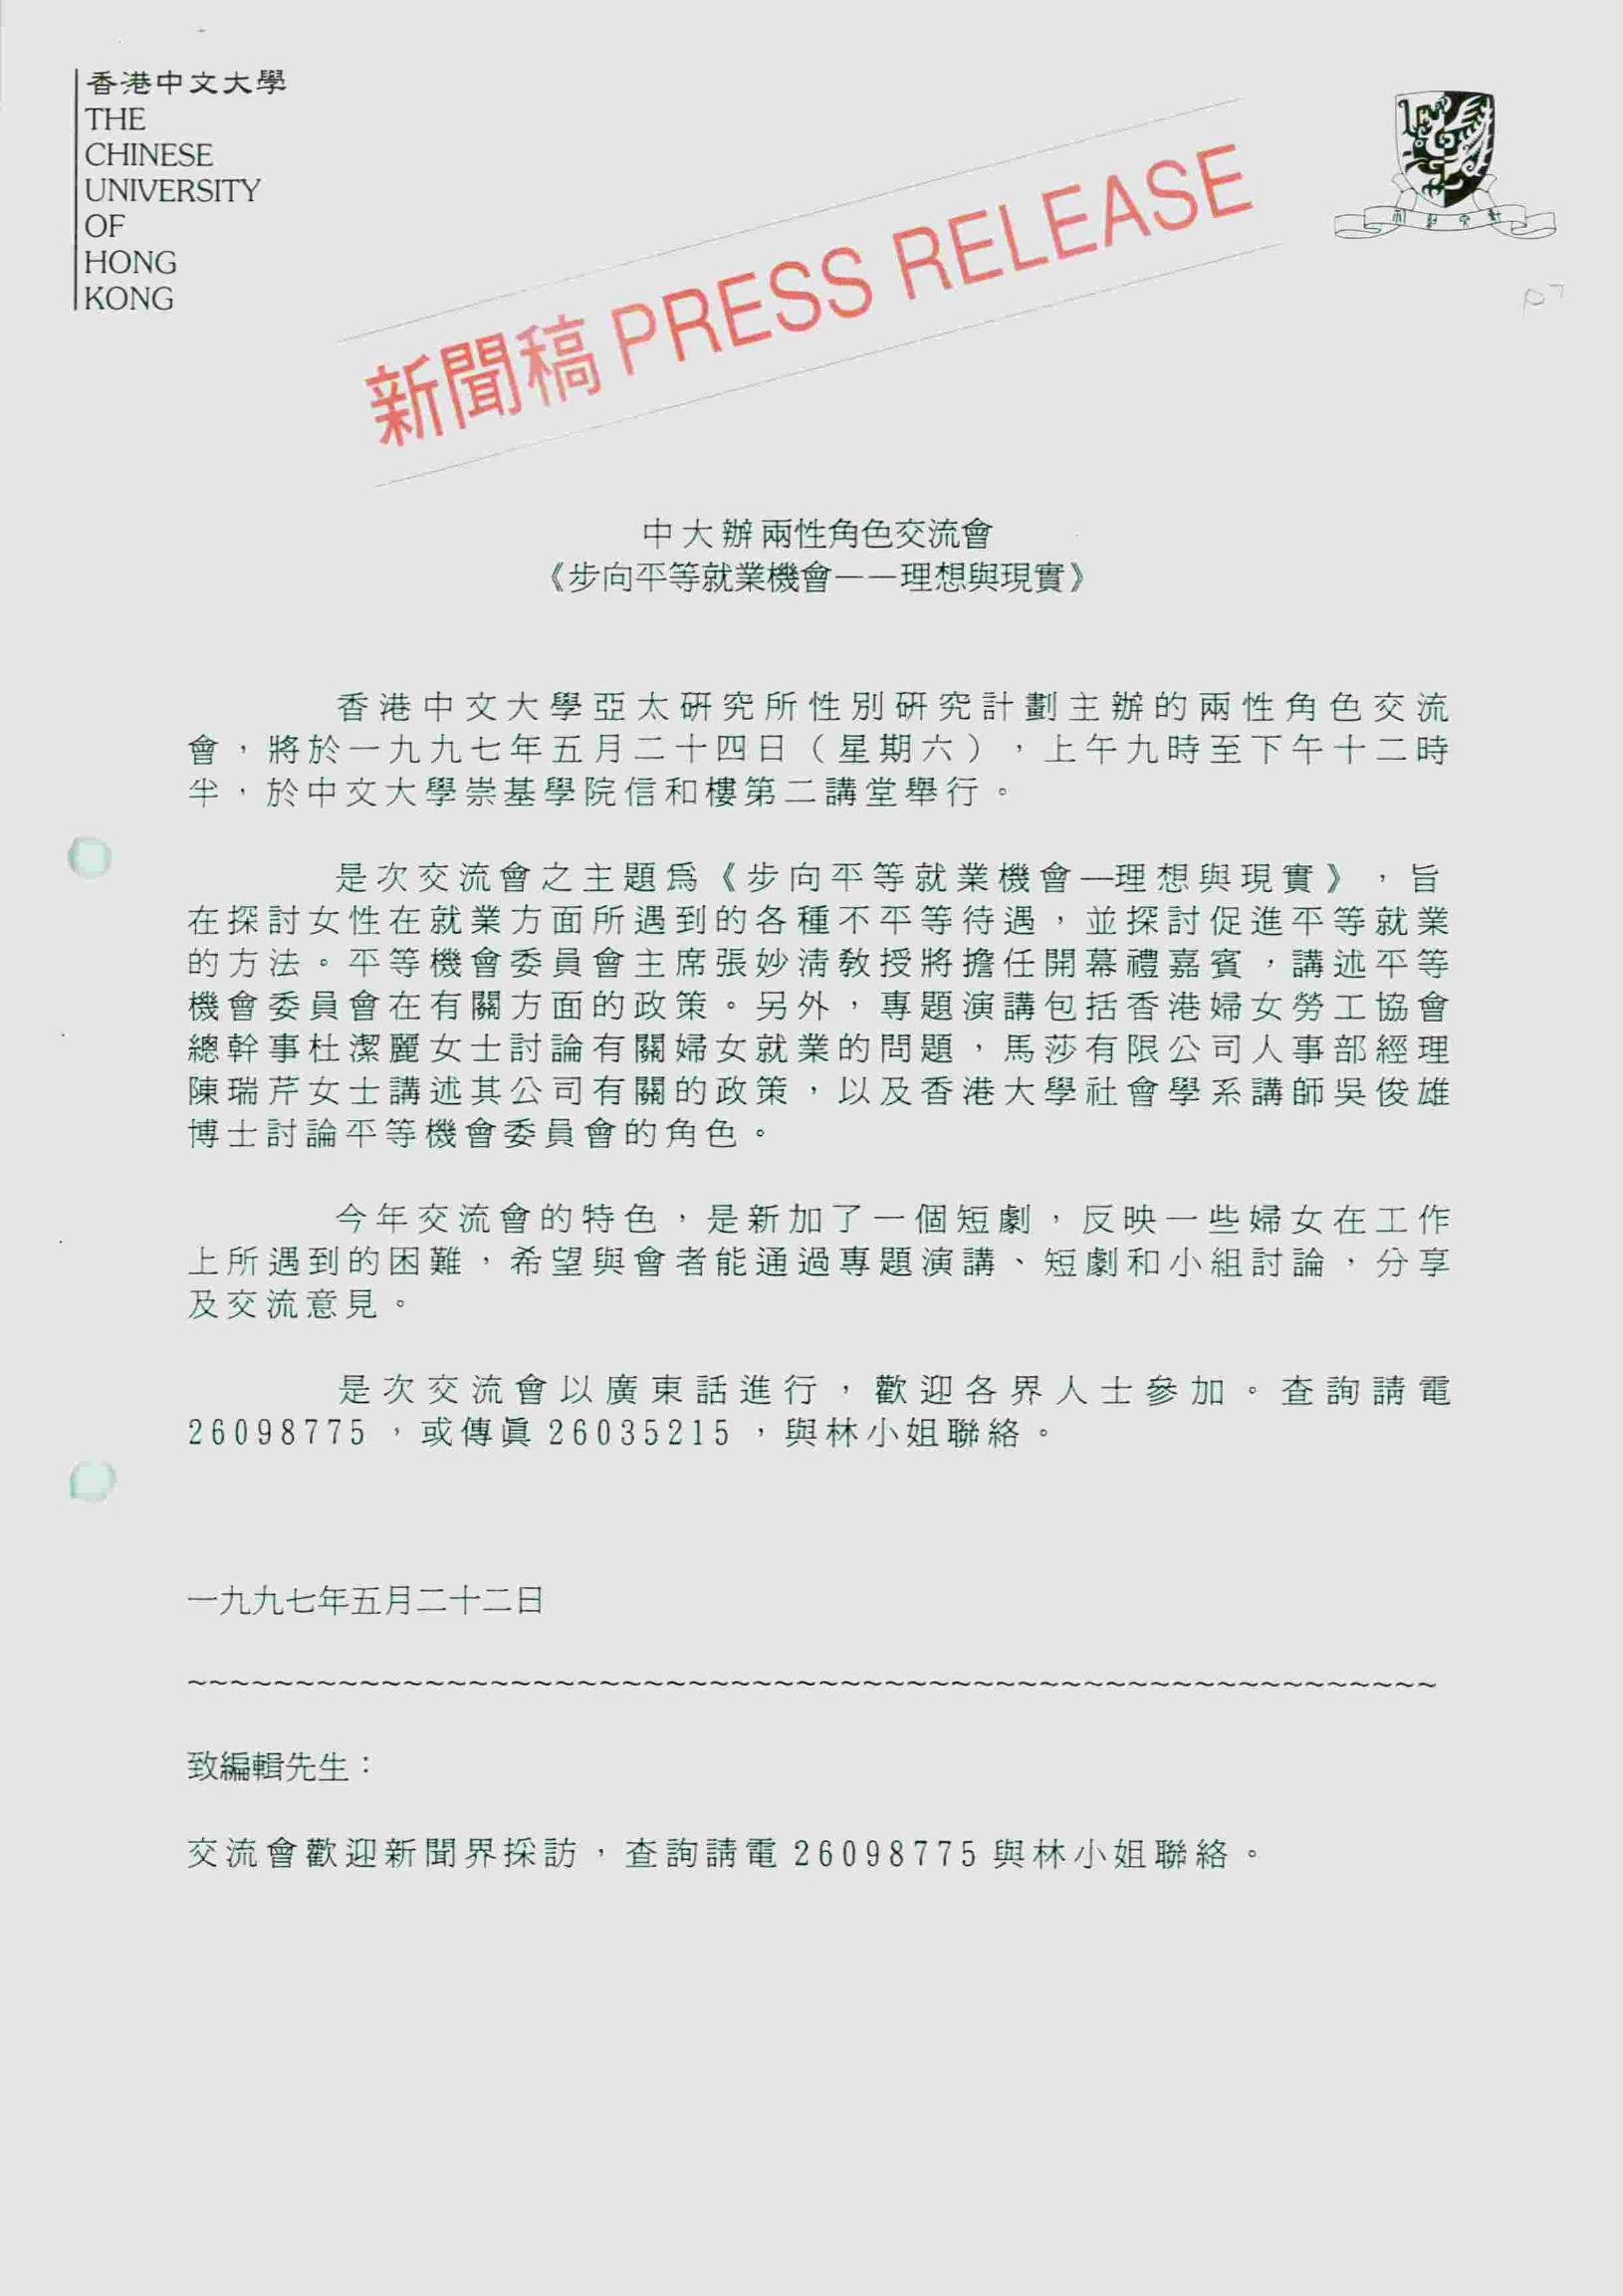 香港中文大學
THE
CHINESE
UNIVERSITY
OF
HONG
KONG
新聞稿 PRESS RELEASE
中大辦兩性角色交流會
《步向平等就業機會——理想與現實》
香港中文大學亞太研究所性別研究計劃主辦的兩性角色交流
會，將於一九九七年五月二十四日（星期六），上午九時至下午十二時
半，於中文大學崇基學院信和樓第二講堂舉行。
是次交流會之主題為《步向平等就業機會—理想與現實》，旨
在探討女性在就業方面所遇到的各種不平等待遇，並探討促進平等就業
的方法。平等機會委員會主席張妙清教授將擔任開幕禮嘉賓，講述平等
機會委員會在有關方面的政策。另外，專題演講包括香港婦女勞工協會
總幹事杜潔麗女士討論有關婦女就業的問題，馬莎有限公司人事部經理
陳瑞芹女士講述其公司有關的政策，以及香港大學社會學系講師吳俊雄
博士討論平等機會委員會的角色。
今年交流會的特色，是新加了一個短劇，反映一些婦女在工作
上所遇到的困難，希望與會者能通過專題演講、短劇和小組討論，分享
及交流意見。
是次交流會以廣東話進行，歡迎各界人士參加。查詢請電
26098775，或傳真 26035215，與林小姐聯絡。
一九九七年五月二十二日
~~~~~~~~~~~~~~~~~~~~~~~~~~~~~~~~~~~~~~~~~~~~~~~~~~~~~~~~~~
致編輯先生：
交流會歡迎新聞界採訪，查詢請電 26098775 與林小姐聯絡。